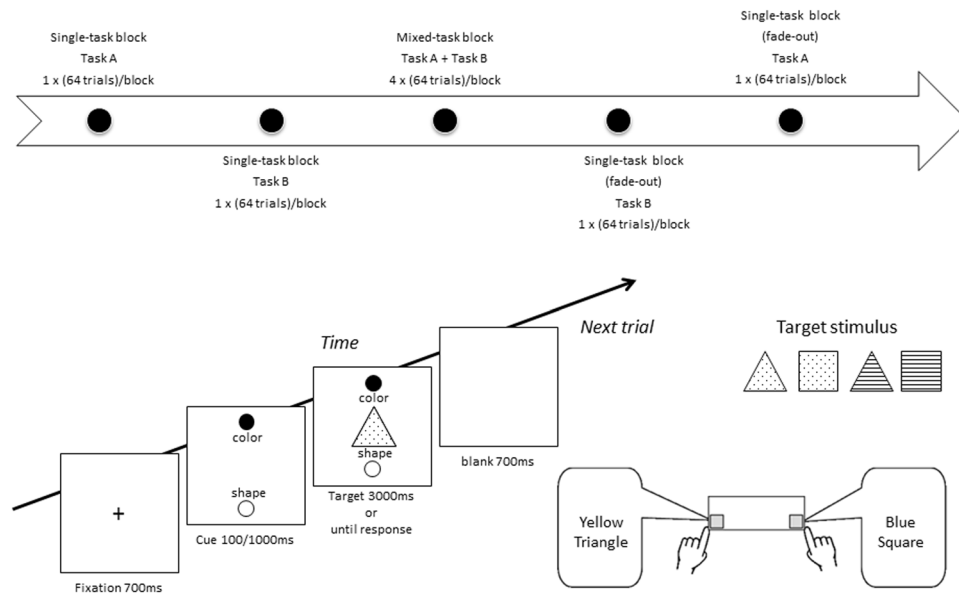 Single-task block
Task A
1 x (64 trials)/block
Single-task block
Task B
1 x (64 trials)/block
Mixed-task block
Task A + Task B
4 x (64 trials)/block
Single-task block
(fade-out)
Task B
1 x (64 trials)/block
Single-task block
(fade-out)
Task A
1 x (64 trials)/block
+
Fixation 700ms
color
shape
Cue 100/1000ms
Time
color
shape
Target 3000ms
or
until response
blank 700ms
Next trial
Target stimulus
Yellow
Triangle
Blue
Square